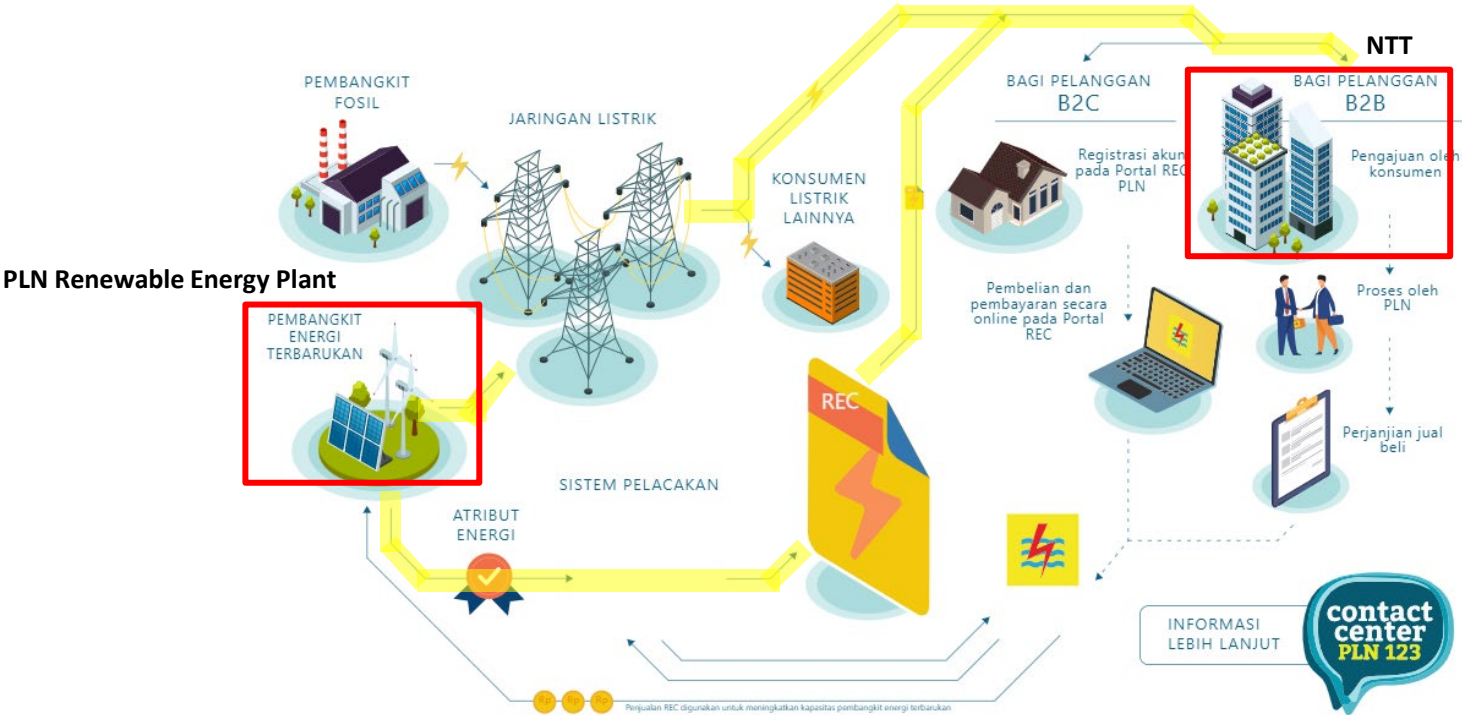 NTT
PEMBANGKIT
FOSIL
JARINGAN LISTRIK
BAGI PELANGGAN
B2C
BAGI PELANGGAN
B2B
Registrasi akun
pada Portal REC
PLN
Pengajuan oleh
konsumen
KONSUMEN
LISTRIK
LAINNYA
PLN Renewable Energy Plant
PEMBANGKIT
ENERGI
TERBARUKAN
Pembelian dan
pembayaran secara
online pada Portal
REC
Proses oleh
PLN
REC
Perjanjian jual
beli
SISTEM PELACAKAN
ATRIBUT
ENERGI
INFORMASI
LEBIH LANJUT
contact
center
PLN 123
Rp
Rp
Rp
Penjualan REC digunakan untuk meningkatkan kapasitas pembangkit energi terbarukan